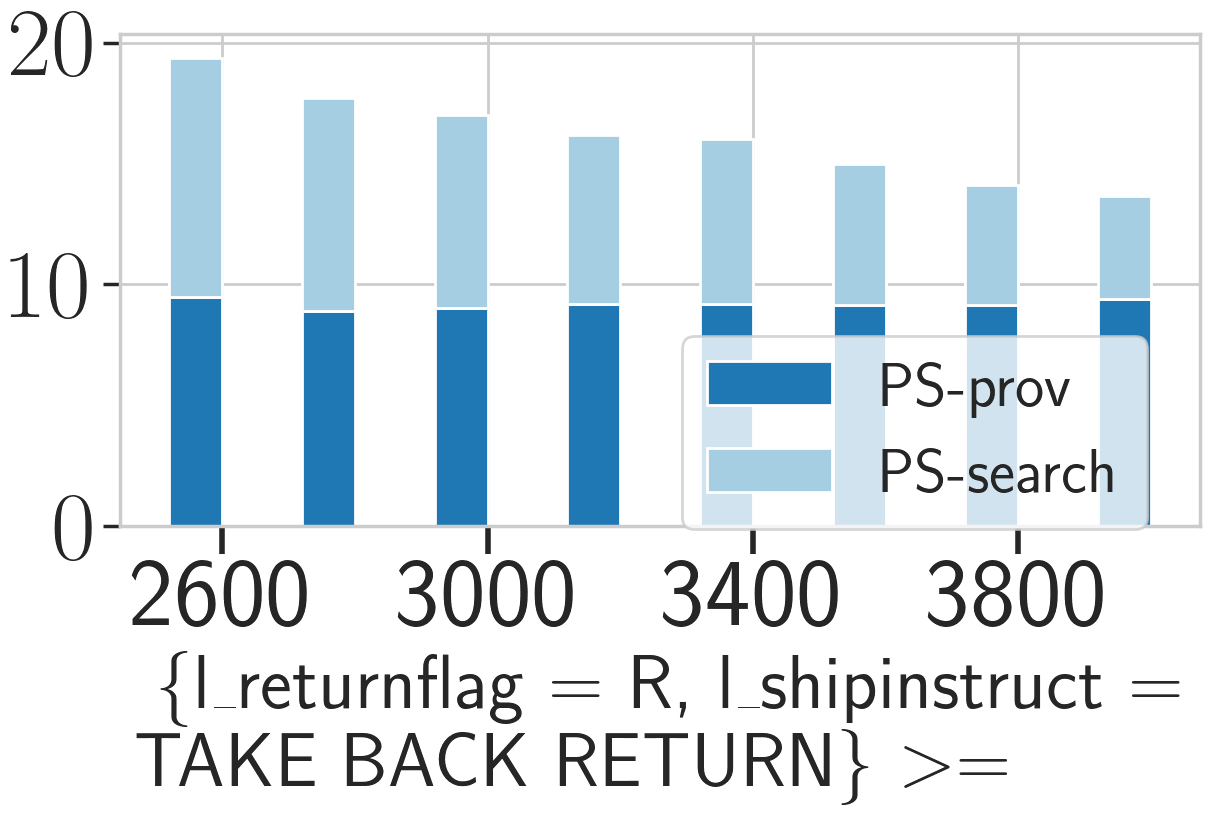 20
10
0
PS-prov
PS-search
2600 3000 3400 3800
{l_returnflag = R, l_shipinstruct =
TAKE BACK RETURN} >=